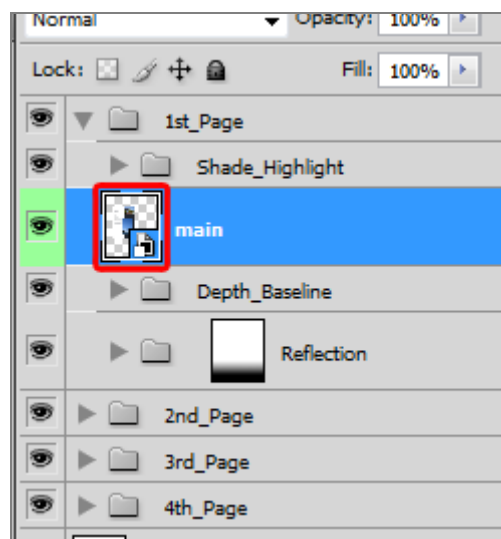 Normal Opacity: 100%
Lock: Fill: 100%
1st_Page
Shade_Highlight
main
Depth_Baseline
Reflection
2nd_Page
3rd_Page
4th_Page